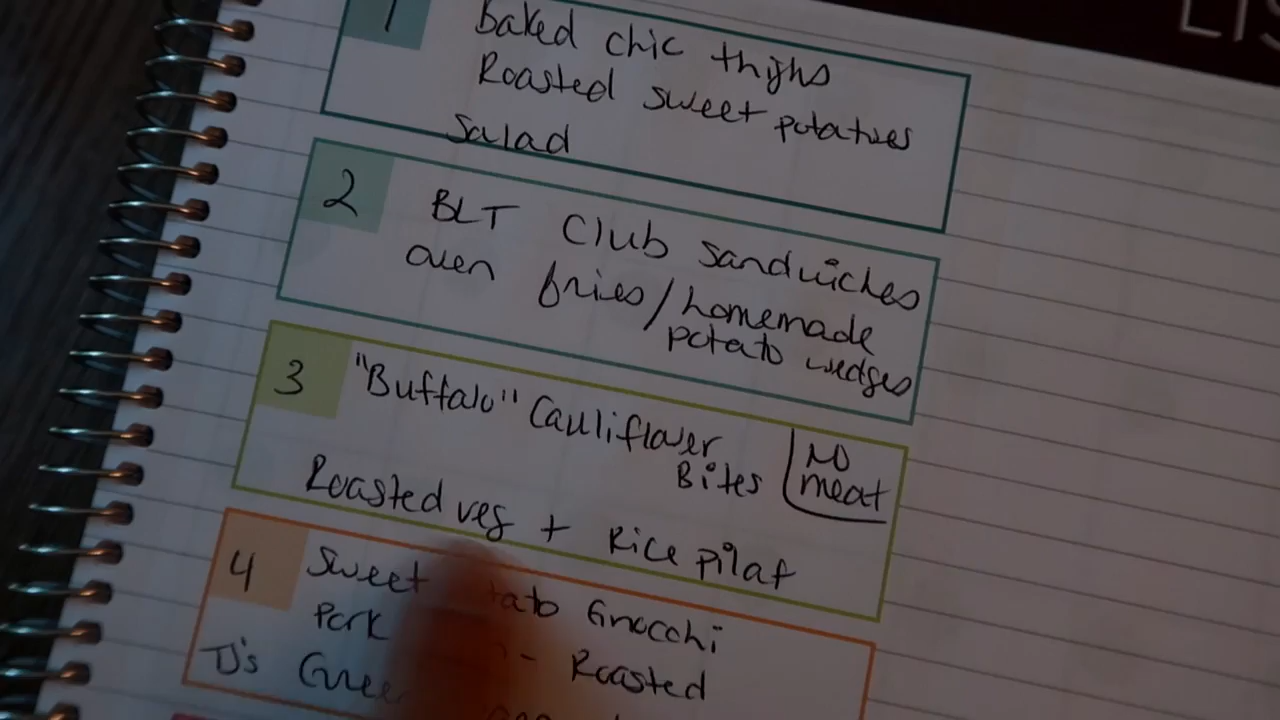 LIS
1
Baked chic thighs
Roasted sweet potatoes
Salad
2
BLT Club sandwiches
oven fries/homemade
potato wedges
3
"Buffalo" Cauliflower
Bites
NO
meat
Roasted veg + Rice pilaf
4
Sweet Gnocchi
Pork - Roasted
TJ's